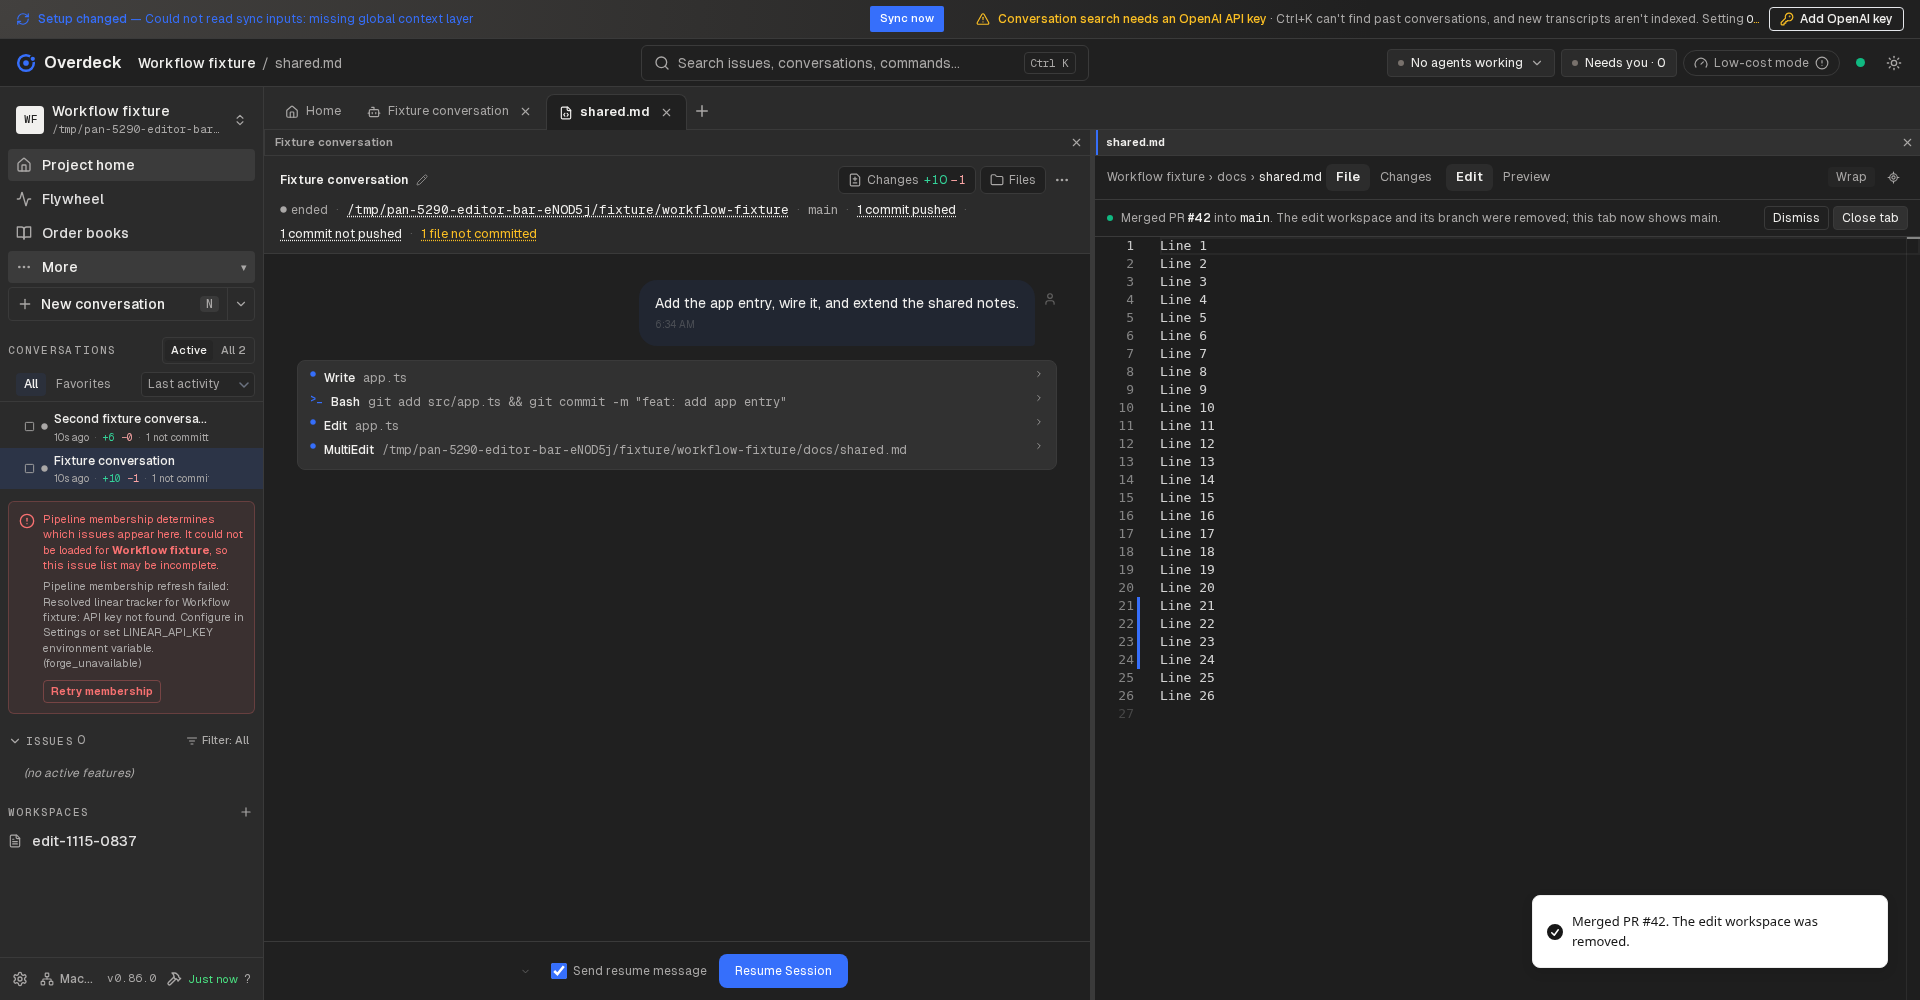 Setup changed — Could not read sync inputs: missing global context layer
Sync now
Conversation search needs an OpenAI API key · Ctrl+K can't find past conversations, and new transcripts aren't indexed. Setting O…
Add OpenAI key
Overdeck
Workflow fixture / shared.md
Search issues, conversations, commands...
Ctrl K
No agents working
Needs you · 0
Low-cost mode
WF
Workflow fixture
/tmp/pan-5290-editor-bar…
Home
Fixture conversation
shared.md
Project home
Flywheel
Order books
More
New conversation
N
CONVERSATIONS
Active
All 2
All
Favorites
Last activity
Second fixture conversa…
10s ago · +6 −0 · 1 not committ
Fixture conversation
10s ago · +10 −1 · 1 not commi
Pipeline membership determines
which issues appear here. It could not
be loaded for Workflow fixture, so
this issue list may be incomplete.
Pipeline membership refresh failed:
Resolved linear tracker for Workflow
fixture: API key not found. Configure in
Settings or set LINEAR_API_KEY
environment variable.
(forge_unavailable)
Retry membership
ISSUES 0
Filter: All
(no active features)
WORKSPACES
edit-1115-0837
Mac…
v0.86.0
Just now
?
Fixture conversation
Fixture conversation
Changes +10 −1
Files
ended · /tmp/pan-5290-editor-bar-eNOD5j/fixture/workflow-fixture · main · 1 commit pushed ·
1 commit not pushed · 1 file not committed
Add the app entry, wire it, and extend the shared notes.
6:34 AM
Write app.ts
>_ Bash git add src/app.ts && git commit -m "feat: add app entry"
Edit app.ts
MultiEdit /tmp/pan-5290-editor-bar-eNOD5j/fixture/workflow-fixture/docs/shared.md
Send resume message
Resume Session
shared.md
Workflow fixture › docs › shared.md
File
Changes
Edit
Preview
Wrap
Merged PR #42 into main. The edit workspace and its branch were removed; this tab now shows main.
Dismiss
Close tab
1 Line 1
2 Line 2
3 Line 3
4 Line 4
5 Line 5
6 Line 6
7 Line 7
8 Line 8
9 Line 9
10 Line 10
11 Line 11
12 Line 12
13 Line 13
14 Line 14
15 Line 15
16 Line 16
17 Line 17
18 Line 18
19 Line 19
20 Line 20
21 Line 21
22 Line 22
23 Line 23
24 Line 24
25 Line 25
26 Line 26
27
Merged PR #42. The edit workspace was
removed.